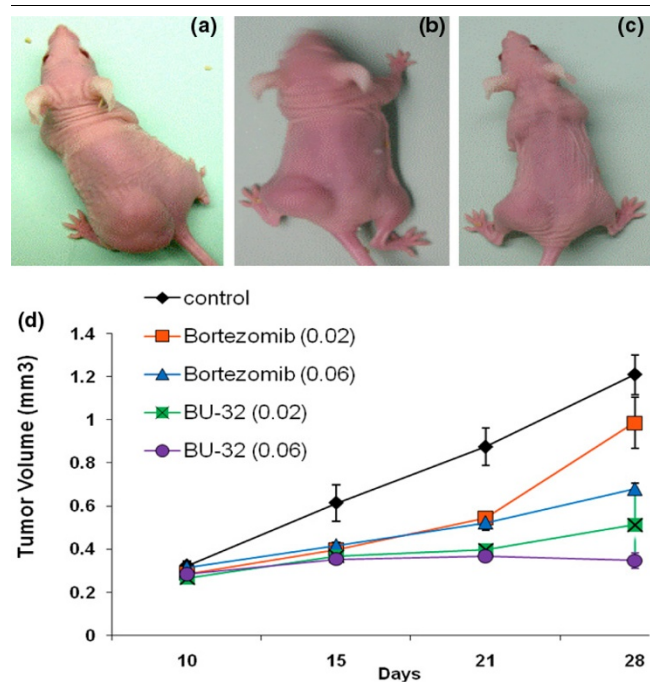 (a)
(b)
(c)
(d)
control
Bortezomib (0.02)
Bortezomib (0.06)
BU-32 (0.02)
BU-32 (0.06)
Tumor Volume (mm3)
1.4
1.2
1
0.8
0.6
0.4
0.2
0
10 15 21 28
Days